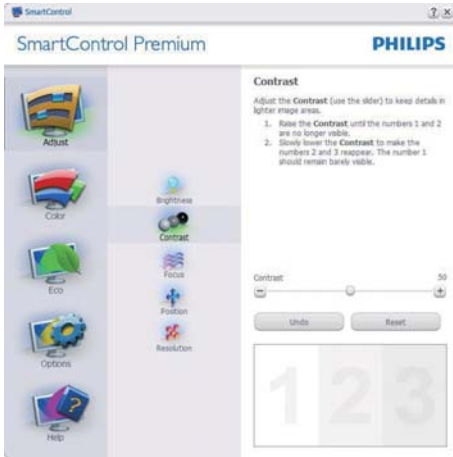 SmartControl
SmartControl Premium
PHILIPS
Adjust
Color
Eco
Options
Help
Brightness
Contrast
Focus
Position
Resolution
Contrast
Adjust the Contrast (use the slider) to keep details in
lighter image areas.
1. Raise the Contrast until the numbers 1 and 2
are no longer visible.
2. Slowly lower the Contrast to make the
numbers 2 and 3 reappear. The number 1
should remain barely visible.
Contrast 50
Undo Reset
1 2 3